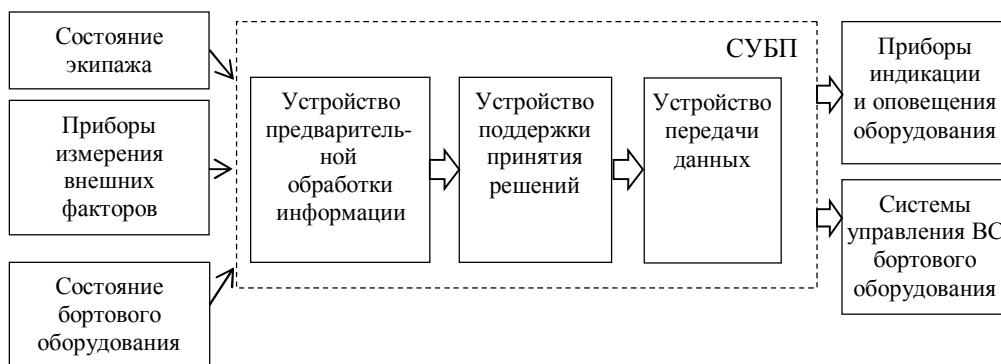 Состояние
экипажа
Приборы
измерения
внешних
факторов
Состояние
бортового
оборудования
СУБП
Устройство
предваритель-
ной
обработки
информации
Устройство
поддержки
принятия
решений
Устройство
передачи
данных
Приборы
индикации
и оповещения
оборудования
Системы
управления ВС
бортового
оборудования